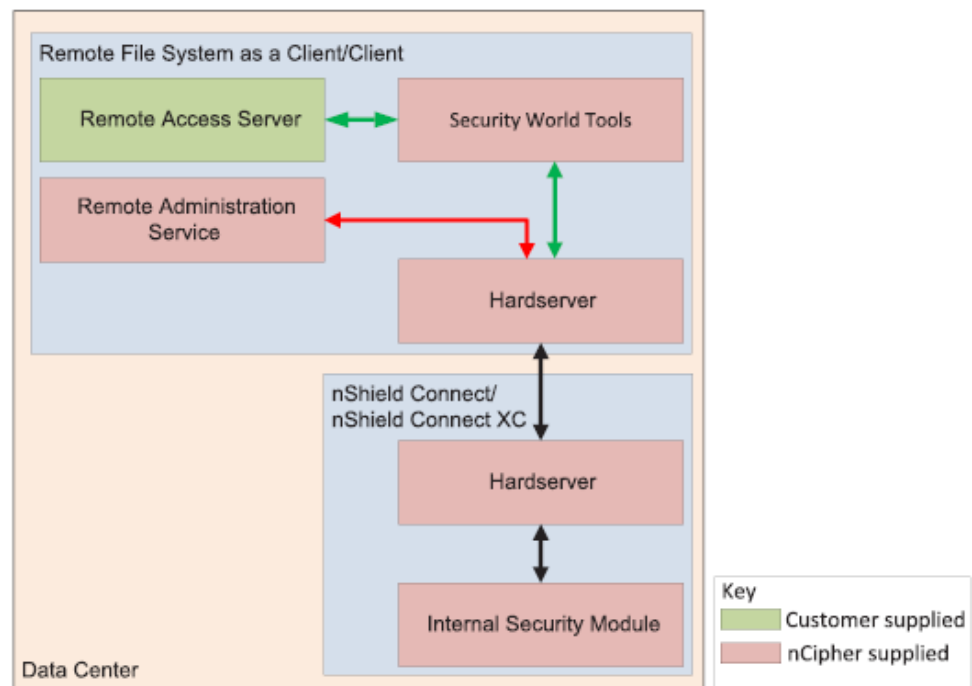 Remote File System as a Client/Client
Remote Access Server
Security World Tools
Remote Administration
Service
Hardserver
nShield Connect/
nShield Connect XC
Hardserver
Internal Security Module
Data Center
Key
Customer supplied
nCipher supplied